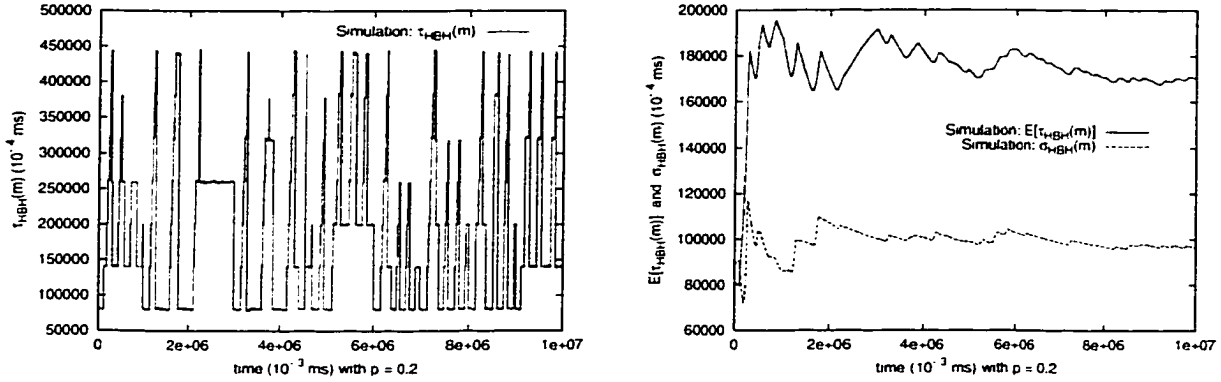 500000
450000
400000
350000
300000
250000
200000
150000
100000
50000
τHBH(m) (10⁻⁴ ms)
Simulation: τHBH(m)
0 2e+06 4e+06 6e+06 8e+06 1e+07
time (10⁻³ ms) with p = 0.2
200000
180000
160000
140000
120000
100000
80000
60000
E[τHBH(m)] and σHBH(m) (10⁻⁴ ms)
Simulation: E[τHBH(m)]
Simulation: σHBH(m)
0 2e+06 4e+06 6e+06 8e+06 1e+07
time (10⁻³ ms) with p = 0.2